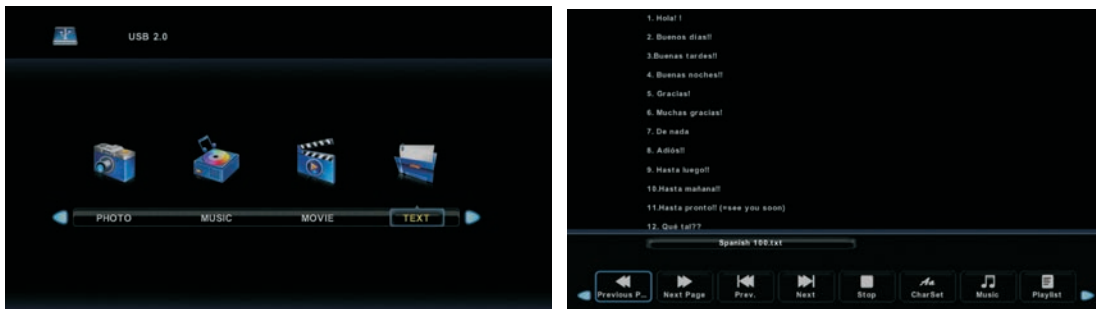 USB 2.0
PHOTO MUSIC MOVIE TEXT
1. Hola! !
2. Buenos días!!
3.Buenas tardes!!
4. Buenas noches!!
5. Gracias!
6. Muchas gracias!
7. De nada
8. Adiós!!
9. Hasta luego!!
10.Hasta mañana!!
11.Hasta pronto!! (=see you soon)
12. Qué tal??
Spanish 100.txt
Previous P... Next Page Prev. Next Stop CharSet Music Playlist